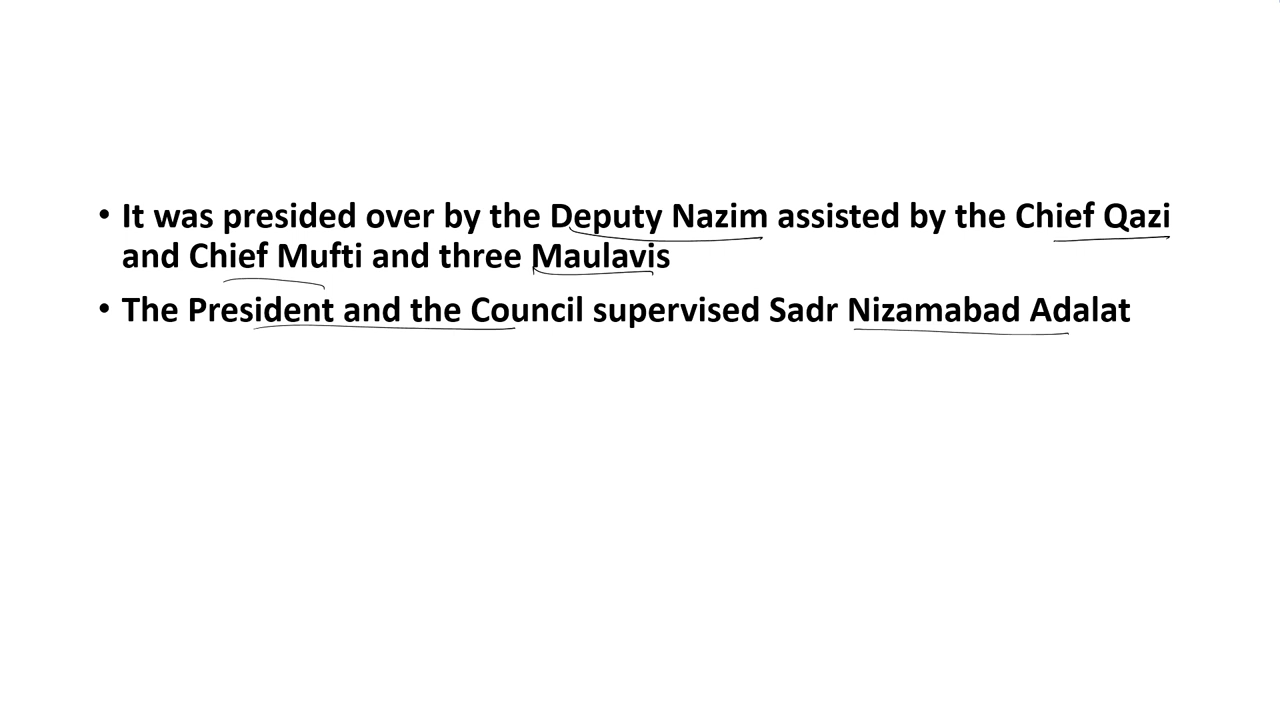 • It was presided over by the Deputy Nazim assisted by the Chief Qazi
and Chief Mufti and three Maulavis
• The President and the Council supervised Sadr Nizamabad Adalat